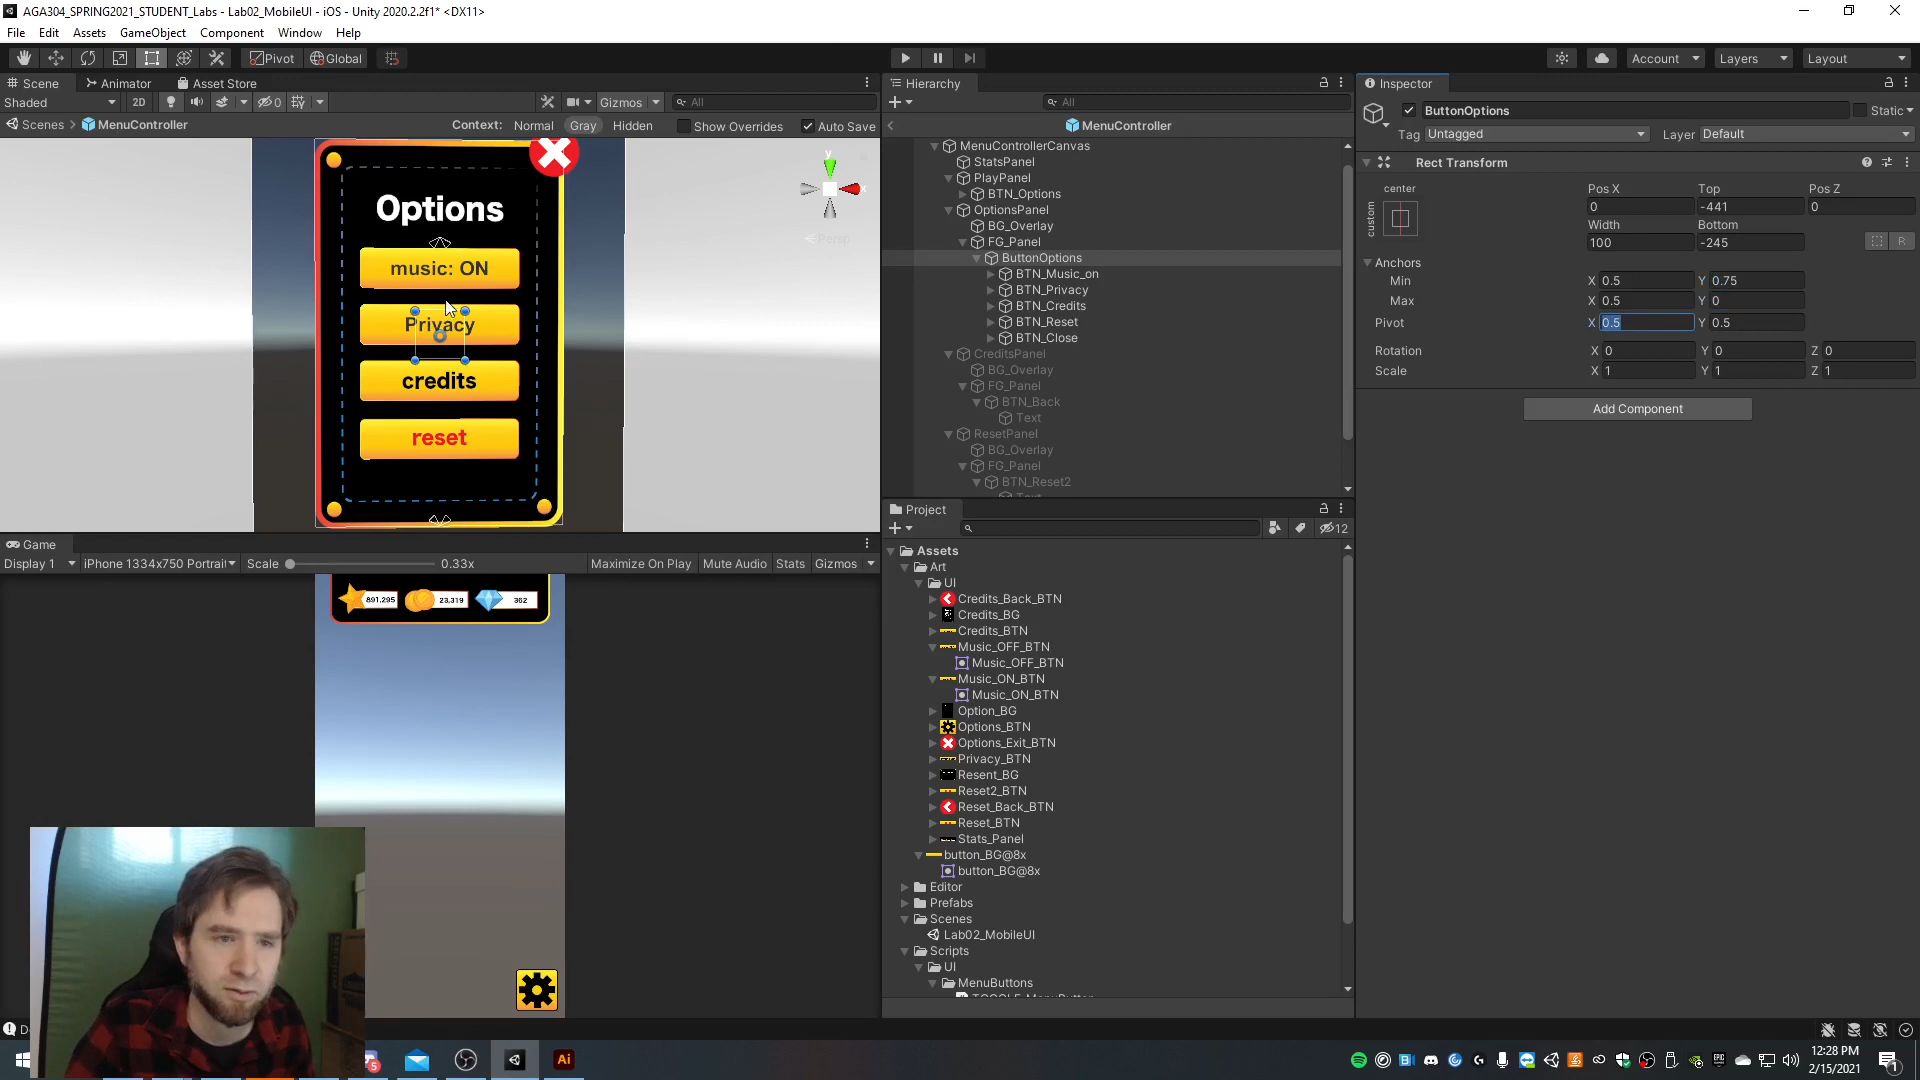 AGA304_SPRING2021_STUDENT_Labs - Lab02_MobileUI - iOS - Unity 2020.2.2f1* <DX11>
File Edit Assets GameObject Component Window Help
Pivot Global
Account Layers Layout
Scene Animator Asset Store
Shaded 2D Gizmos All
Scenes MenuController Context: Normal Gray Hidden Show Overrides Auto Save
Options
music: ON
Privacy
credits
reset
y
x
Persp
Game
Display 1 iPhone 1334x750 Portrait Scale 0.33x Maximize On Play Mute Audio Stats Gizmos
891,295 23,319 362
Hierarchy
All
MenuController
MenuControllerCanvas
StatsPanel
PlayPanel
BTN_Options
OptionsPanel
BG_Overlay
FG_Panel
ButtonOptions
BTN_Music_on
BTN_Privacy
BTN_Credits
BTN_Reset
BTN_Close
CreditsPanel
BG_Overlay
FG_Panel
BTN_Back
Text
ResetPanel
BG_Overlay
FG_Panel
BTN_Reset2
Text
Project
12
Assets
Art
UI
Credits_Back_BTN
Credits_BG
Credits_BTN
Music_OFF_BTN
Music_OFF_BTN
Music_ON_BTN
Music_ON_BTN
Option_BG
Options_BTN
Options_Exit_BTN
Privacy_BTN
Resent_BG
Reset2_BTN
Reset_Back_BTN
Reset_BTN
Stats_Panel
button_BG@8x
button_BG@8x
Editor
Prefabs
Scenes
Lab02_MobileUI
Scripts
UI
MenuButtons
Inspector
ButtonOptions Static
Tag Untagged Layer Default
Rect Transform
center
custom
Pos X Top Pos Z
0 -441 0
Width Bottom
100 -245 R
Anchors
Min X 0.5 Y 0.75
Max X 0.5 Y 0
Pivot X 0.5 Y 0.5
Rotation X 0 Y 0 Z 0
Scale X 1 Y 1 Z 1
Add Component
D
5
Ai
12:28 PM
2/15/2021
1